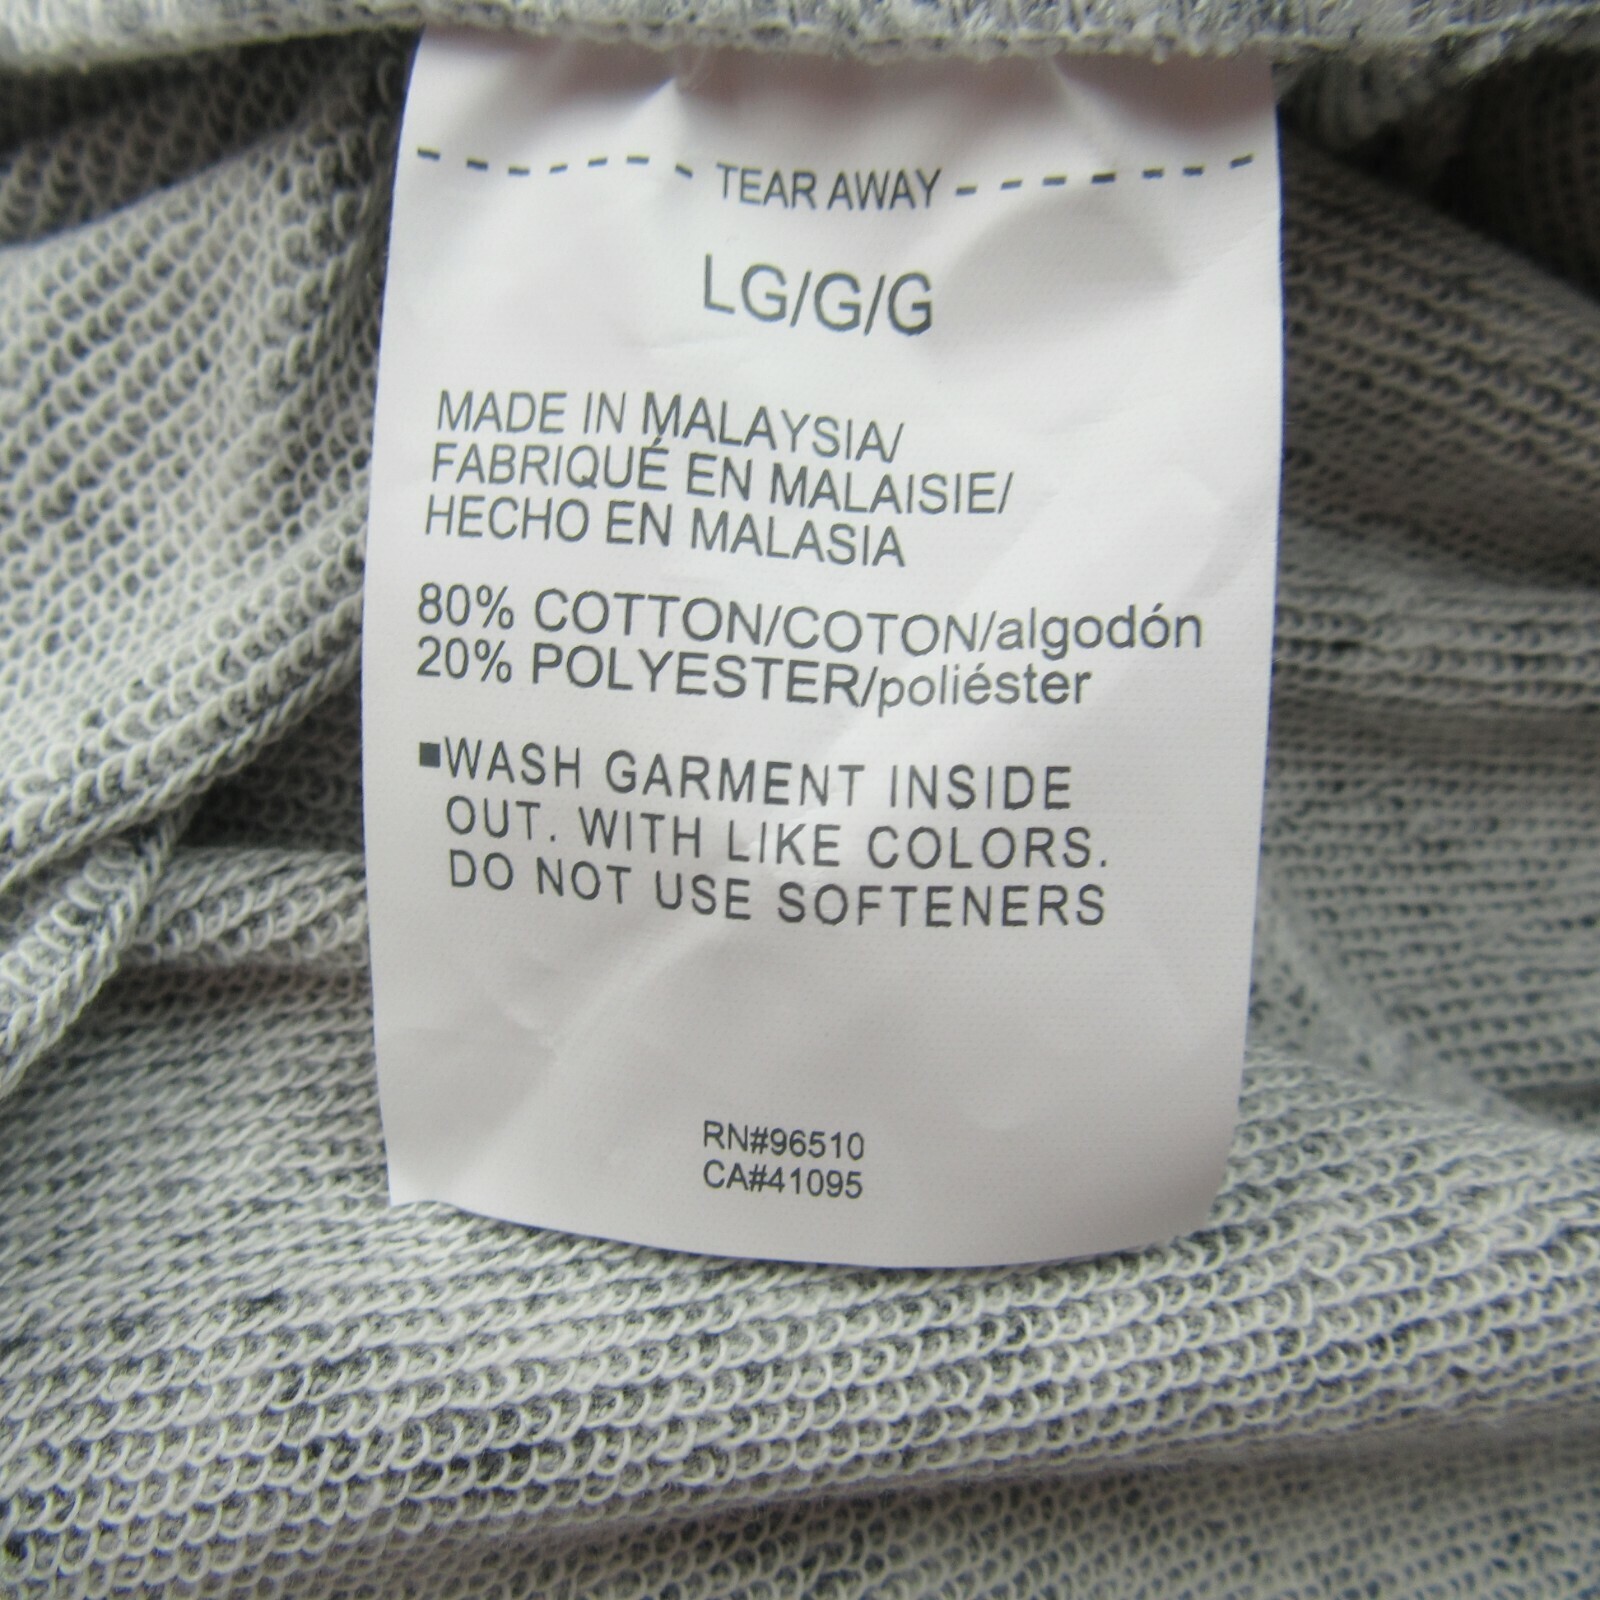 TEAR AWAY
LG/G/G
MADE IN MALAYSIA/
FABRIQUÉ EN MALAISIE/
HECHO EN MALASIA
80% COTTON/COTON/algodón
20% POLYESTER/poliéster
■WASH GARMENT INSIDE
OUT. WITH LIKE COLORS.
DO NOT USE SOFTENERS
RN#96510
CA#41095